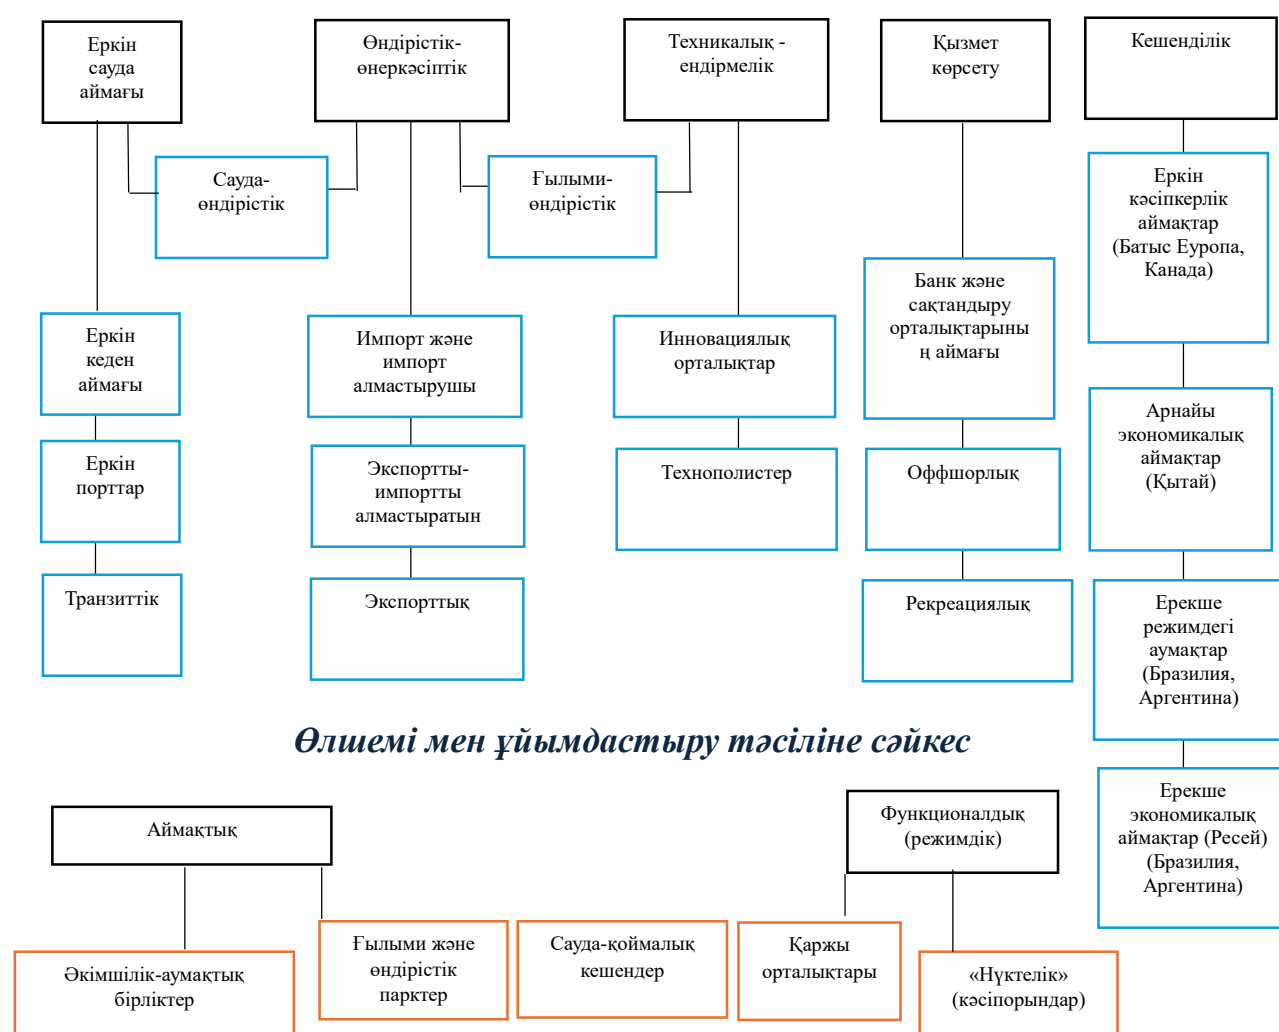 Еркін
сауда
аймағы
Өндірістік-
өнеркәсіптік
Техникалық -
ендірмелік
Қызмет
көрсету
Кешенділік
Сауда-
өндірістік
Ғылыми-
өндірістік
Еркін
кәсіпкерлік
аймақтар
(Батыс Еуропа,
Канада)
Еркін
кеден
аймағы
Импорт және
импорт
алмастырушы
Инновациялық
орталықтар
Банк және
сақтандыру
орталықтарыны
ң аймағы
Арнайы
экономикалық
аймақтар
(Қытай)
Еркін
порттар
Экспортты-
импортты
алмастыратын
Технополистер
Оффшорлық
Транзиттік
Экспорттық
Рекреациялық
Ерекше
режимдегі
аумақтар
(Бразилия,
Аргентина)
Ерекше
экономикалық
аймақтар (Ресей)
(Бразилия,
Аргентина)
Өлшемі мен ұйымдастыру тәсіліне сәйкес
Аймақтық
Функционалдық
(режимдік)
Әкімшілік-аумақтық
бірліктер
Ғылыми және
өндірістік
парктер
Сауда-қоймалық
кешендер
Қаржы
орталықтары
«Нүктелік»
(кәсіпорындар)